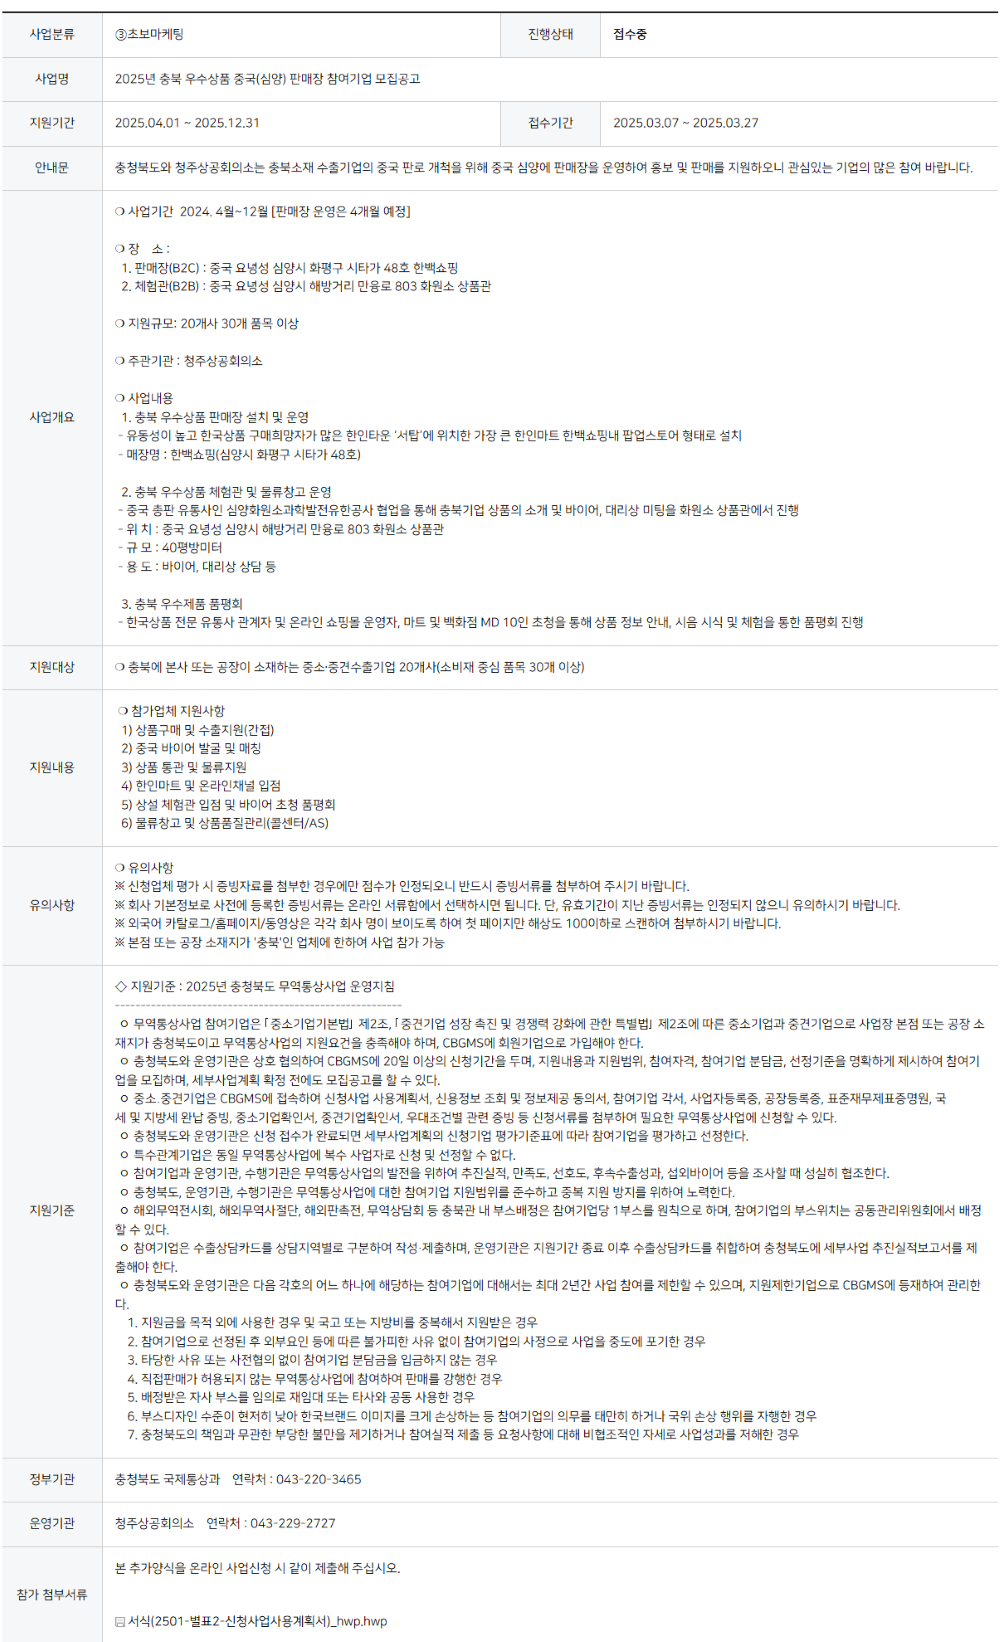 사업분류 ③초보마케팅 진행상태 접수중
사업명 2025년 충북 우수상품 중국(심양) 판매장 참여기업 모집공고
지원기간 2025.04.01 ~ 2025.12.31 접수기간 2025.03.07 ~ 2025.03.27
안내문 충청북도와 청주상공회의소는 충북소재 수출기업의 중국 판로 개척을 위해 중국 심양에 판매장을 운영하여 홍보 및 판매를 지원하오니 관심있는 기업의 많은 참여 바랍니다.
사업개요
❍ 사업기간 2024. 4월~12월 [판매장 운영은 4개월 예정]
❍ 장 소 :
1. 판매장(B2C) : 중국 요녕성 심양시 화평구 시타가 48호 한백쇼핑
2. 체험관(B2B) : 중국 요녕성 심양시 해방거리 만융로 803 화원소 상품관
❍ 지원규모: 20개사 30개 품목 이상
❍ 주관기관 : 청주상공회의소
❍ 사업내용
1. 충북 우수상품 판매장 설치 및 운영
- 유동성이 높고 한국상품 구매희망자가 많은 한인타운 ‘서탑’에 위치한 가장 큰 한인마트 한백쇼핑내 팝업스토어 형태로 설치
- 매장명 : 한백쇼핑(심양시 화평구 시타가 48호)
2. 충북 우수상품 체험관 및 물류창고 운영
- 중국 총판 유통사인 심양화원소과학발전유한공사 협업을 통해 충북기업 상품의 소개 및 바이어, 대리상 미팅을 화원소 상품관에서 진행
- 위 치 : 중국 요녕성 심양시 해방거리 만융로 803 화원소 상품관
- 규 모 : 40평방미터
- 용 도 : 바이어, 대리상 상담 등
3. 충북 우수제품 품평회
- 한국상품 전문 유통사 관계자 및 온라인 쇼핑몰 운영자, 마트 및 백화점 MD 10인 초청을 통해 상품 정보 안내, 시음 시식 및 체험을 통한 품평회 진행
지원대상 ❍ 충북에 본사 또는 공장이 소재하는 중소·중견수출기업 20개사(소비재 중심 품목 30개 이상)
지원내용
❍ 참가업체 지원사항
1) 상품구매 및 수출지원(간접)
2) 중국 바이어 발굴 및 매칭
3) 상품 통관 및 물류지원
4) 한인마트 및 온라인채널 입점
5) 상설 체험관 입점 및 바이어 초청 품평회
6) 물류창고 및 상품품질관리(콜센터/AS)
유의사항
❍ 유의사항
※ 신청업체 평가 시 증빙자료를 첨부한 경우에만 점수가 인정되오니 반드시 증빙서류를 첨부하여 주시기 바랍니다.
※ 회사 기본정보로 사전에 등록한 증빙서류는 온라인 서류함에서 선택하시면 됩니다. 단, 유효기간이 지난 증빙서류는 인정되지 않으니 유의하시기 바랍니다.
※ 외국어 카탈로그/홈페이지/동영상은 각각 회사 명이 보이도록 하여 첫 페이지만 해상도 100이하로 스캔하여 첨부하시기 바랍니다.
※ 본점 또는 공장 소재지가 '충북'인 업체에 한하여 사업 참가 가능
지원기준
◇ 지원기준 : 2025년 충청북도 무역통상사업 운영지침
--------------------------------------------------------
ㅇ 무역통상사업 참여기업은 「중소기업기본법」 제2조, 「중견기업 성장 촉진 및 경쟁력 강화에 관한 특별법」 제2조에 따른 중소기업과 중견기업으로 사업장 본점 또는 공장 소
재지가 충청북도이고 무역통상사업의 지원요건을 충족해야 하며, CBGMS에 회원기업으로 가입해야 한다.
ㅇ 충청북도와 운영기관은 상호 협의하여 CBGMS에 20일 이상의 신청기간을 두며, 지원내용과 지원범위, 참여자격, 참여기업 분담금, 선정기준을 명확하게 제시하여 참여기
업을 모집하며, 세부사업계획 확정 전에도 모집공고를 할 수 있다.
ㅇ 중소․중견기업은 CBGMS에 접속하여 신청사업 사용계획서, 신용정보 조회 및 정보제공 동의서, 참여기업 각서, 사업자등록증, 공장등록증, 표준재무제표증명원, 국
세 및 지방세 완납 증빙, 중소기업확인서, 중견기업확인서, 우대조건별 관련 증빙 등 신청서류를 첨부하여 필요한 무역통상사업에 신청할 수 있다.
ㅇ 충청북도와 운영기관은 신청 접수가 완료되면 세부사업계획의 신청기업 평가기준표에 따라 참여기업을 평가하고 선정한다.
ㅇ 특수관계기업은 동일 무역통상사업에 복수 사업자로 신청 및 선정할 수 없다.
ㅇ 참여기업과 운영기관, 수행기관은 무역통상사업의 발전을 위하여 추진실적, 만족도, 선호도, 후속수출성과, 섭외바이어 등을 조사할 때 성실히 협조한다.
ㅇ 충청북도, 운영기관, 수행기관은 무역통상사업에 대한 참여기업 지원범위를 준수하고 중복 지원 방지를 위하여 노력한다.
ㅇ 해외무역전시회, 해외무역사절단, 해외판촉전, 무역상담회 등 충북관 내 부스배정은 참여기업당 1부스를 원칙으로 하며, 참여기업의 부스위치는 공동관리위원회에서 배정
할 수 있다.
ㅇ 참여기업은 수출상담카드를 상담지역별로 구분하여 작성·제출하며, 운영기관은 지원기간 종료 이후 수출상담카드를 취합하여 충청북도에 세부사업 추진실적보고서를 제
출해야 한다.
ㅇ 충청북도와 운영기관은 다음 각호의 어느 하나에 해당하는 참여기업에 대해서는 최대 2년간 사업 참여를 제한할 수 있으며, 지원제한기업으로 CBGMS에 등재하여 관리한
다.
1. 지원금을 목적 외에 사용한 경우 및 국고 또는 지방비를 중복해서 지원받은 경우
2. 참여기업으로 선정된 후 외부요인 등에 따른 불가피한 사유 없이 참여기업의 사정으로 사업을 중도에 포기한 경우
3. 타당한 사유 또는 사전협의 없이 참여기업 분담금을 입금하지 않는 경우
4. 직접판매가 허용되지 않는 무역통상사업에 참여하여 판매를 강행한 경우
5. 배정받은 자사 부스를 임의로 재임대 또는 타사와 공동 사용한 경우
6. 부스디자인 수준이 현저히 낮아 한국브랜드 이미지를 크게 손상하는 등 참여기업의 의무를 태만히 하거나 국위 손상 행위를 자행한 경우
7. 충청북도의 책임과 무관한 부당한 불만을 제기하거나 참여실적 제출 등 요청사항에 대해 비협조적인 자세로 사업성과를 저해한 경우
정부기관 충청북도 국제통상과 연락처 : 043-220-3465
운영기관 청주상공회의소 연락처 : 043-229-2727
참가 첨부서류
본 추가양식을 온라인 사업신청 시 같이 제출해 주십시오.
서식(2501-별표2-신청사업사용계획서)_hwp.hwp